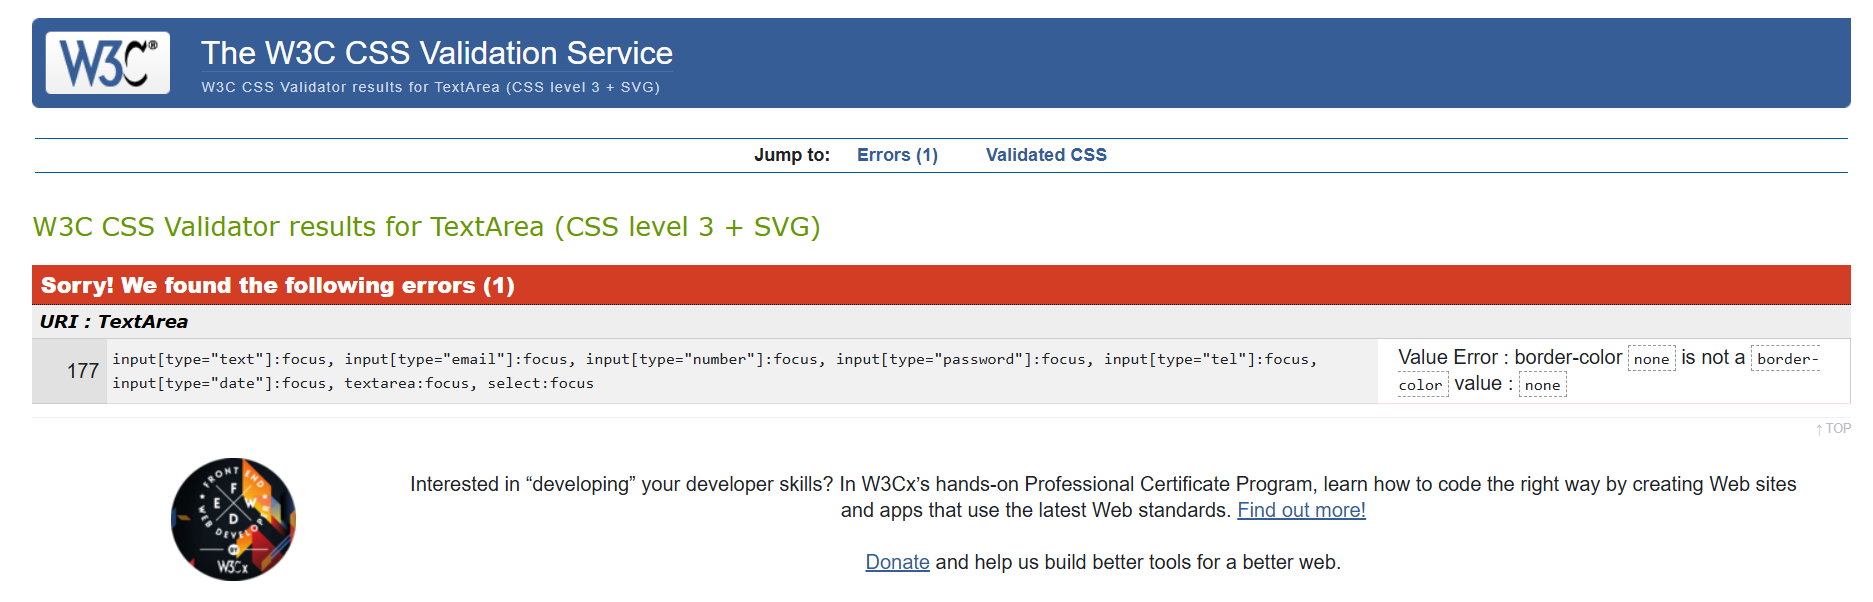 W3C®
The W3C CSS Validation Service
W3C CSS Validator results for TextArea (CSS level 3 + SVG)
Jump to: Errors (1) Validated CSS
W3C CSS Validator results for TextArea (CSS level 3 + SVG)
Sorry! We found the following errors (1)
URI : TextArea
177 input[type="text"]:focus, input[type="email"]:focus, input[type="number"]:focus, input[type="password"]:focus, input[type="tel"]:focus,
input[type="date"]:focus, textarea:focus, select:focus
Value Error : border-color none is not a border-
color value : none
↑ TOP
FRONT END
F
E W
D
WEB DEVELOPER
BY
W3Cx
Interested in “developing” your developer skills? In W3Cx’s hands-on Professional Certificate Program, learn how to code the right way by creating Web sites
and apps that use the latest Web standards. Find out more!
Donate and help us build better tools for a better web.